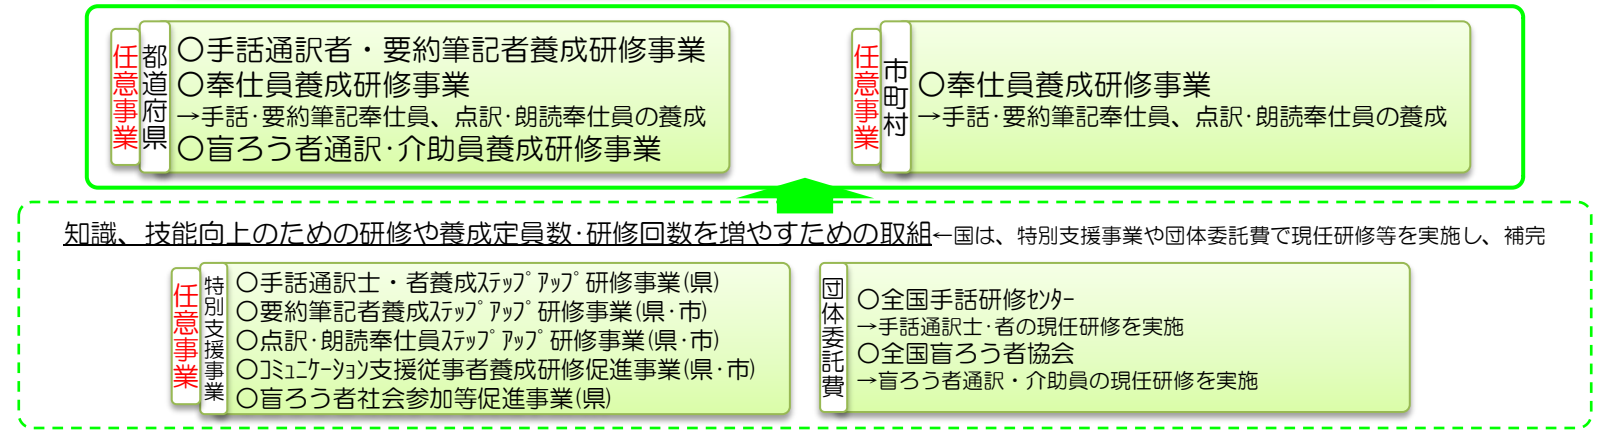 任意事業
都道府県
〇手話通訳者・要約筆記者養成研修事業
〇奉仕員養成研修事業
→手話･要約筆記奉仕員、点訳･朗読奉仕員の養成
〇盲ろう者通訳･介助員養成研修事業
任意事業
市町村
〇奉仕員養成研修事業
→手話･要約筆記奉仕員、点訳･朗読奉仕員の養成
知識、技能向上のための研修や養成定員数･研修回数を増やすための取組←国は、特別支援事業や団体委託費で現任研修等を実施し、補完
任意事業
特別支援事業
〇手話通訳士・者養成ｽﾃｯﾌﾟｱｯﾌﾟ研修事業(県)
〇要約筆記者養成ｽﾃｯﾌﾟｱｯﾌﾟ研修事業(県･市)
〇点訳･朗読奉仕員ｽﾃｯﾌﾟｱｯﾌﾟ研修事業(県･市)
〇ｺﾐｭﾆｹｰｼｮﾝ支援従事者養成研修促進事業(県･市)
〇盲ろう者社会参加等促進事業(県)
団体委託費
〇全国手話研修ｾﾝﾀｰ
→手話通訳士･者の現任研修を実施
〇全国盲ろう者協会
→盲ろう者通訳・介助員の現任研修を実施